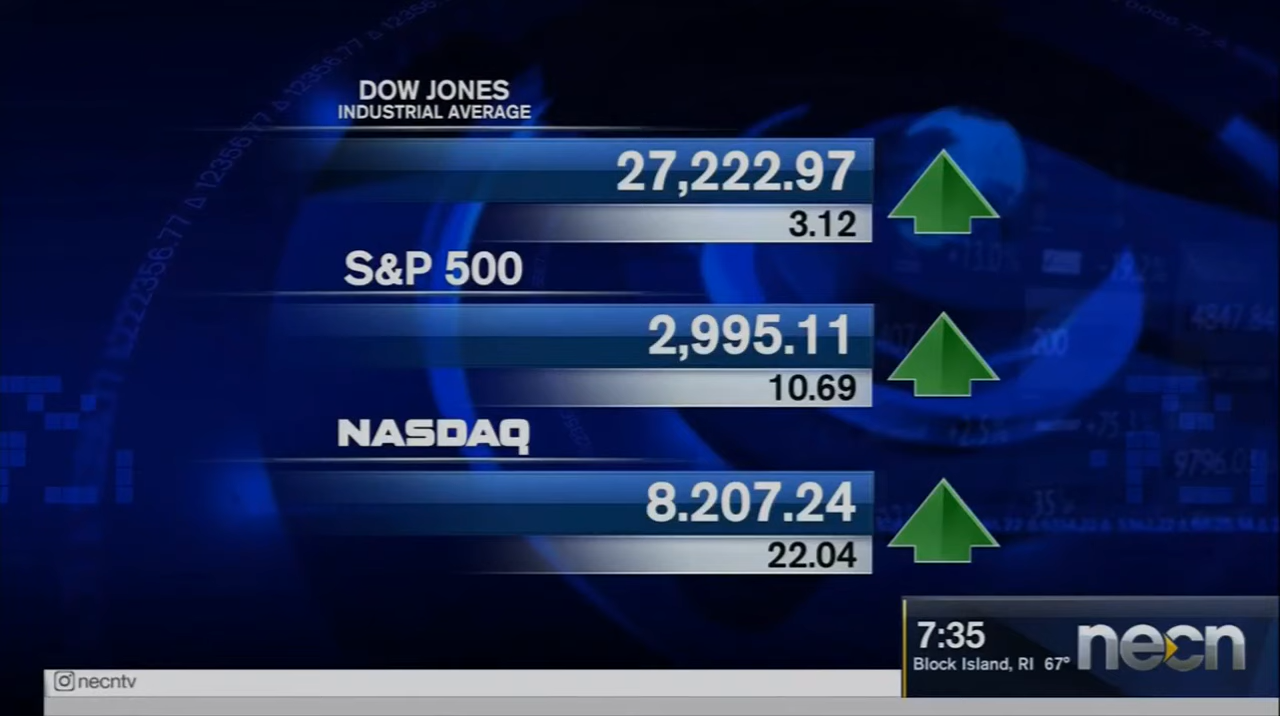 DOW JONES
INDUSTRIAL AVERAGE
27,222.97
3.12
S&P 500
2,995.11
10.69
NASDAQ
8.207.24
22.04
7:35
Block Island, RI 67°
necn
necntv